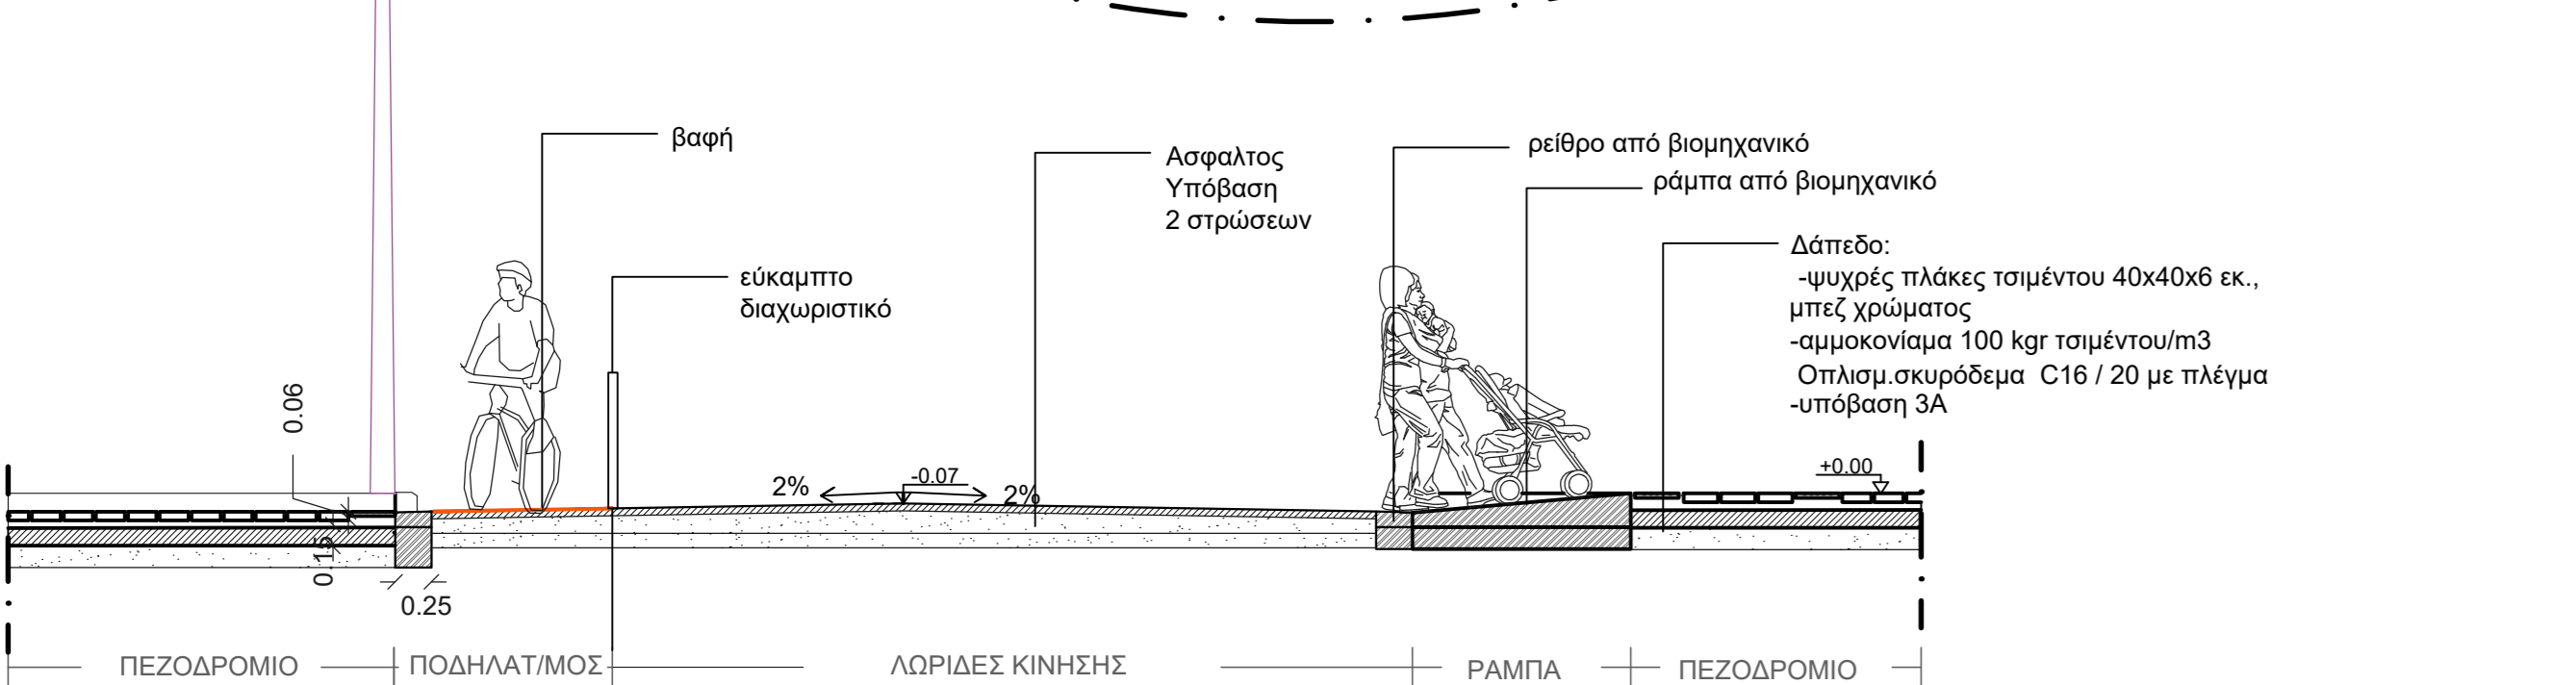 βαφή
εύκαμπτο
διαχωριστικό
Ασφαλτος
Υπόβαση
2 στρώσεων
ρείθρο από βιομηχανικό
ράμπα από βιομηχανικό
Δάπεδο:
-ψυχρές πλάκες τσιμέντου 40x40x6 εκ.,
μπεζ χρώματος
-αμμοκονίαμα 100 kgr τσιμέντου/m3
Οπλισμ.σκυρόδεμα C16 / 20 με πλέγμα
-υπόβαση 3Α
0.06
0.15
0.25
2%
-0.07
2%
+0.00
ΠΕΖΟΔΡΟΜΙΟ
ΠΟΔΗΛΑΤ/ΜΟΣ
ΛΩΡΙΔΕΣ ΚΙΝΗΣΗΣ
ΡΑΜΠΑ
ΠΕΖΟΔΡΟΜΙΟ